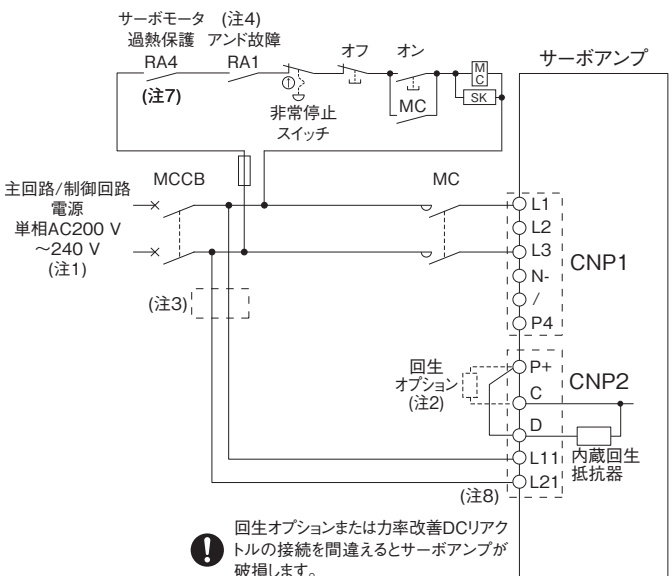 サーボモータ (注4)
過熱保護 アンド故障
RA4 RA1 オフ オン
(注7)
①
非常停止
スイッチ
MC
MC
SK
サーボアンプ
主回路/制御回路
電源
単相AC200 V
~240 V
(注1)
MCCB
MC
(注3)
L1
L2
L3
N-
/
P4
CNP1
回生
オプション
(注2)
P+
C
D
L11
L21
CNP2
内蔵回生
抵抗器
(注8)
回生オプションまたは力率改善DCリアク
トルの接続を間違えるとサーボアンプが
破損します。